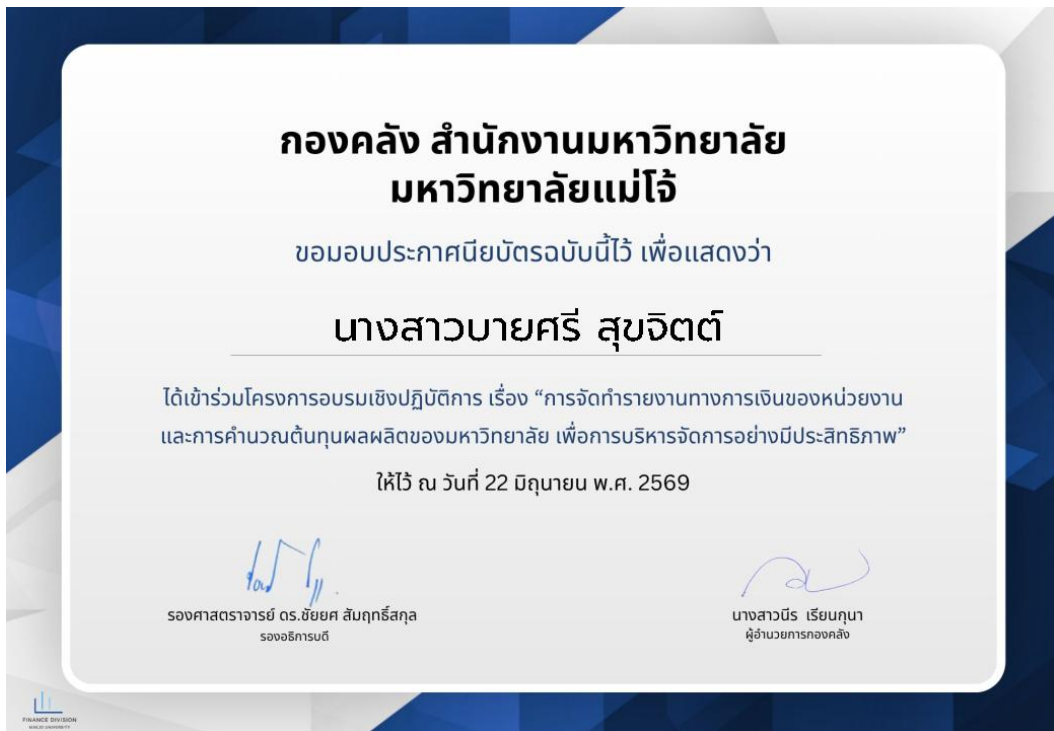 กองคลัง สำนักงานมหาวิทยาลัย
มหาวิทยาลัยแม่โจ้
ขอมอบประกาศนียบัตรฉบับนี้ไว้ เพื่อแสดงว่า
นางสาวบายศรี สุขจิตต์
ได้เข้าร่วมโครงการอบรมเชิงปฏิบัติการ เรื่อง “การจัดทำรายงานทางการเงินของหน่วยงาน
และการคำนวณต้นทุนผลผลิตของมหาวิทยาลัย เพื่อการบริหารจัดการอย่างมีประสิทธิภาพ”
ให้ไว้ ณ วันที่ 22 มิถุนายน พ.ศ. 2569
รองศาสตราจารย์ ดร.ชัยยศ สัมฤทธิ์สกุล
รองอธิการบดี
นางสาวนีร เรียนกุนา
ผู้อำนวยการกองคลัง
FINANCE DIVISION
MAEJO UNIVERSITY